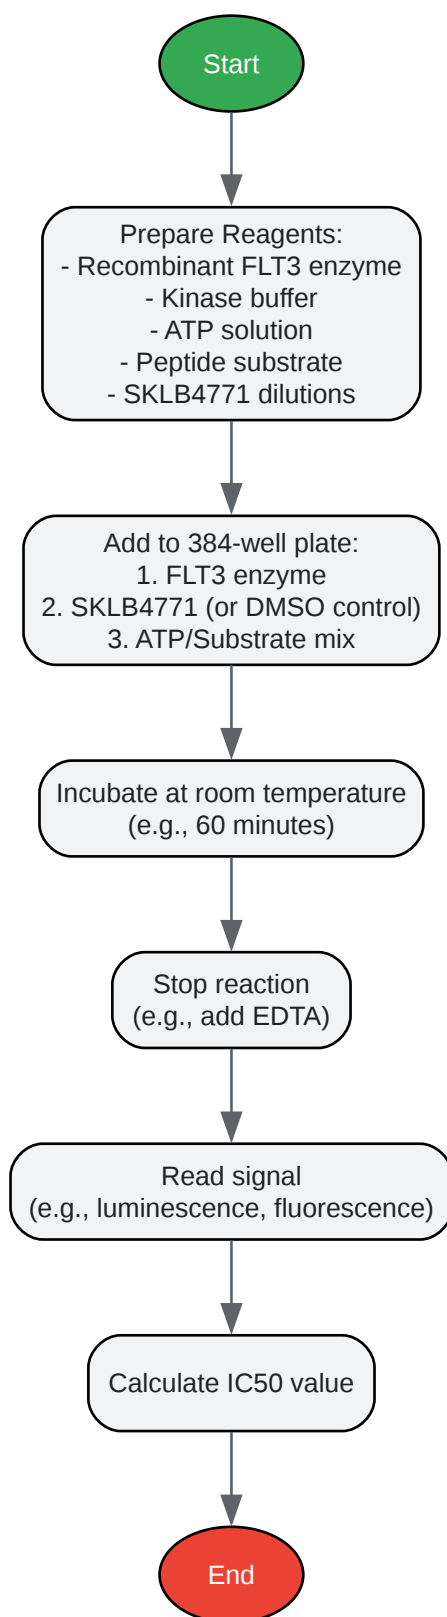 Start
Prepare Reagents:
- Recombinant FLT3 enzyme
- Kinase buffer
- ATP solution
- Peptide substrate
- SKLB4771 dilutions
Add to 384-well plate:
1. FLT3 enzyme
2. SKLB4771 (or DMSO control)
3. ATP/Substrate mix
Incubate at room temperature
(e.g., 60 minutes)
Stop reaction
(e.g., add EDTA)
Read signal
(e.g., luminescence, fluorescence)
Calculate IC50 value
End